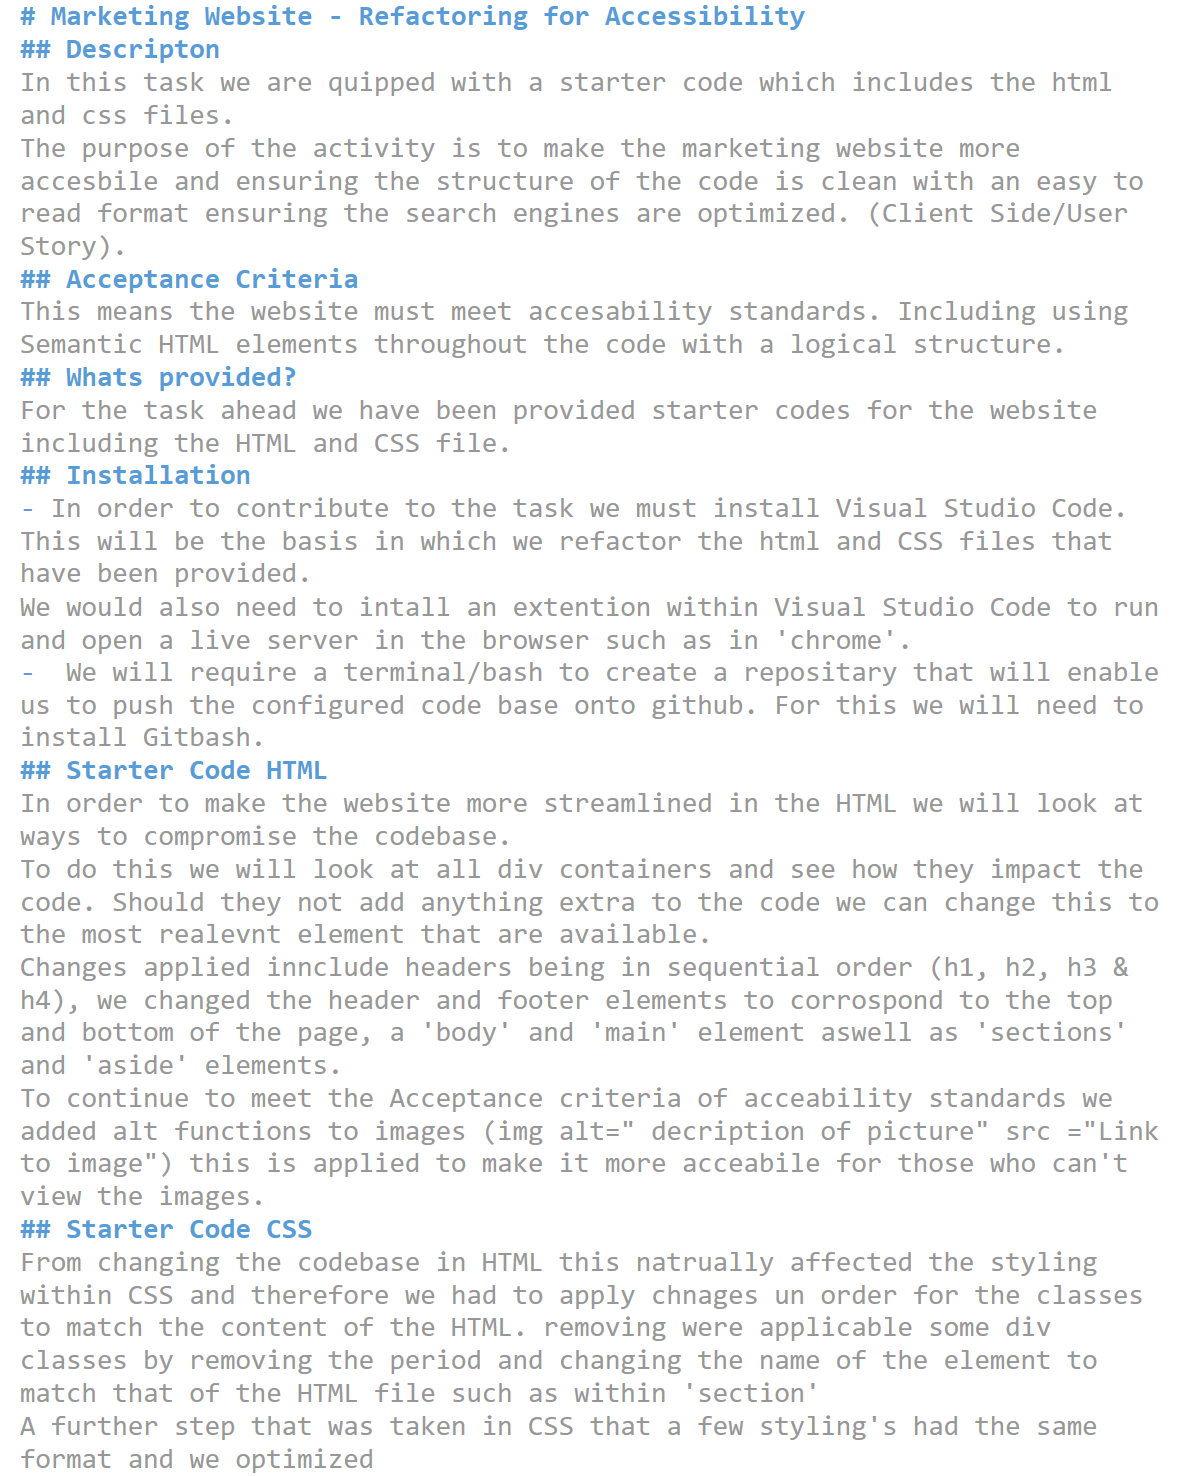 # Marketing Website - Refactoring for Accessibility
## Descripton
In this task we are quipped with a starter code which includes the html
and css files.
The purpose of the activity is to make the marketing website more
accesbile and ensuring the structure of the code is clean with an easy to
read format ensuring the search engines are optimized. (Client Side/User
Story).
## Acceptance Criteria
This means the website must meet accesability standards. Including using
Semantic HTML elements throughout the code with a logical structure.
## Whats provided?
For the task ahead we have been provided starter codes for the website
including the HTML and CSS file.
## Installation
- In order to contribute to the task we must install Visual Studio Code.
This will be the basis in which we refactor the html and CSS files that
have been provided.
We would also need to intall an extention within Visual Studio Code to run
and open a live server in the browser such as in 'chrome'.
-  We will require a terminal/bash to create a repositary that will enable
us to push the configured code base onto github. For this we will need to
install Gitbash.
## Starter Code HTML
In order to make the website more streamlined in the HTML we will look at
ways to compromise the codebase.
To do this we will look at all div containers and see how they impact the
code. Should they not add anything extra to the code we can change this to
the most realevnt element that are available.
Changes applied innclude headers being in sequential order (h1, h2, h3 &
h4), we changed the header and footer elements to corrospond to the top
and bottom of the page, a 'body' and 'main' element aswell as 'sections'
and 'aside' elements.
To continue to meet the Acceptance criteria of acceability standards we
added alt functions to images (img alt=" decription of picture" src ="Link
to image") this is applied to make it more acceabile for those who can't
view the images.
## Starter Code CSS
From changing the codebase in HTML this natrually affected the styling
within CSS and therefore we had to apply chnages un order for the classes
to match the content of the HTML. removing were applicable some div
classes by removing the period and changing the name of the element to
match that of the HTML file such as within 'section'
A further step that was taken in CSS that a few styling's had the same
format and we optimized